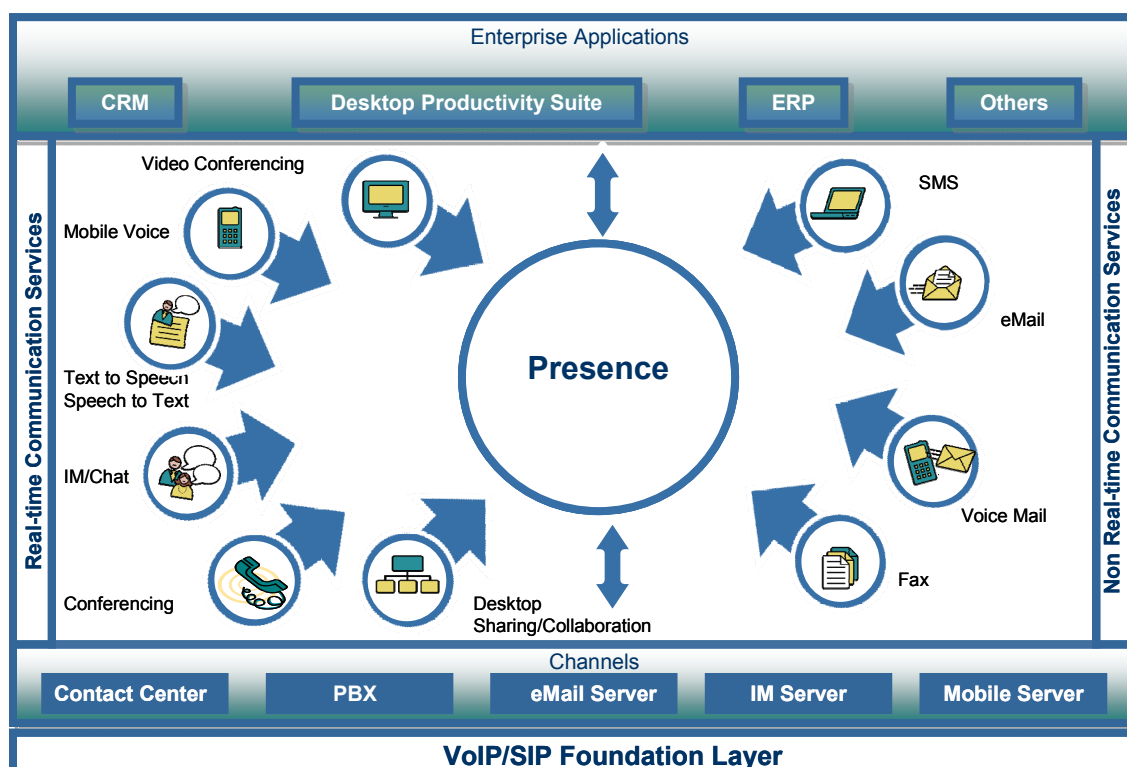 Enterprise Applications
CRM
Desktop Productivity Suite
ERP
Others
Real-time Communication Services
Video Conferencing
Mobile Voice
Text to Speech
Speech to Text
IM/Chat
Conferencing
Desktop
Sharing/Collaboration
Presence
SMS
eMail
Voice Mail
Fax
Non Real-time Communication Services
Channels
Contact Center
PBX
eMail Server
IM Server
Mobile Server
VoIP/SIP Foundation Layer